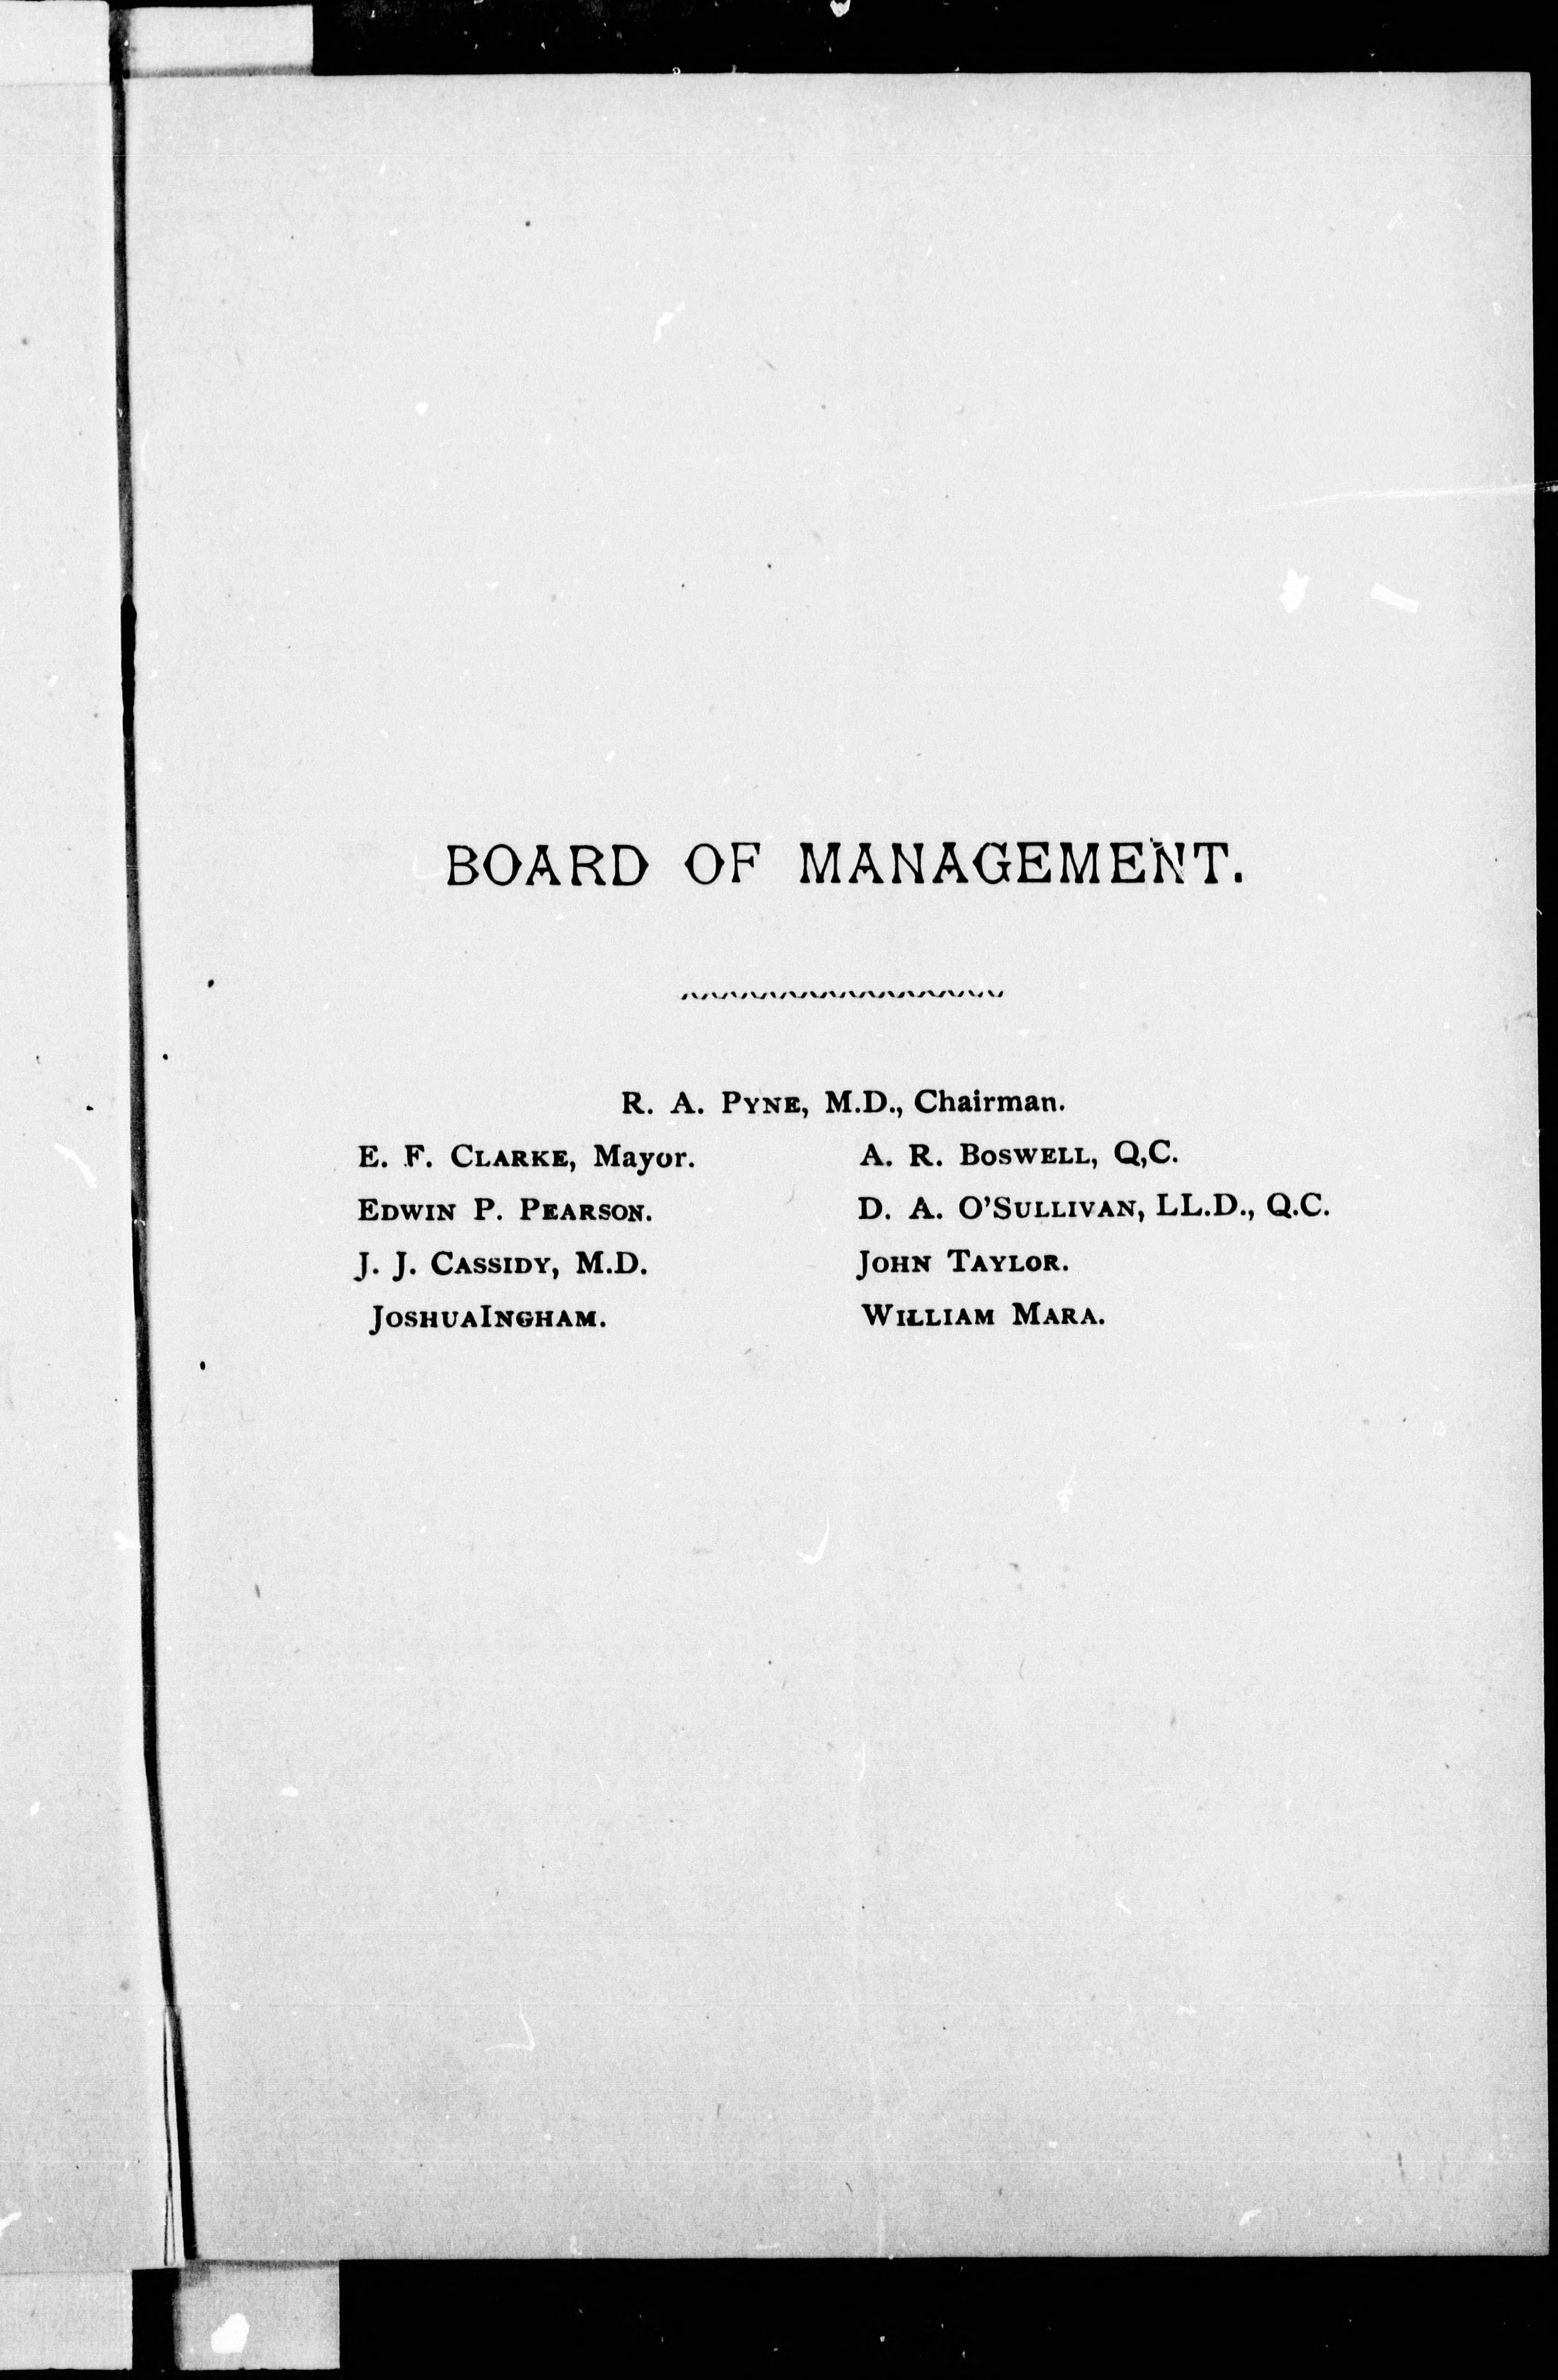 BOARD OF MANAGEMENT.
R. A. PYNE, M.D., Chairman.
E. F. CLARKE, Mayor.
A. R. BOSWELL, Q,C.
EDWIN P. PEARSON.
D. A. O'SULLIVAN, LL.D., Q.C.
J. J. CASSIDY, M.D.
JOHN TAYLOR.
JOSHUAINGHAM.
WILLIAM MARA.